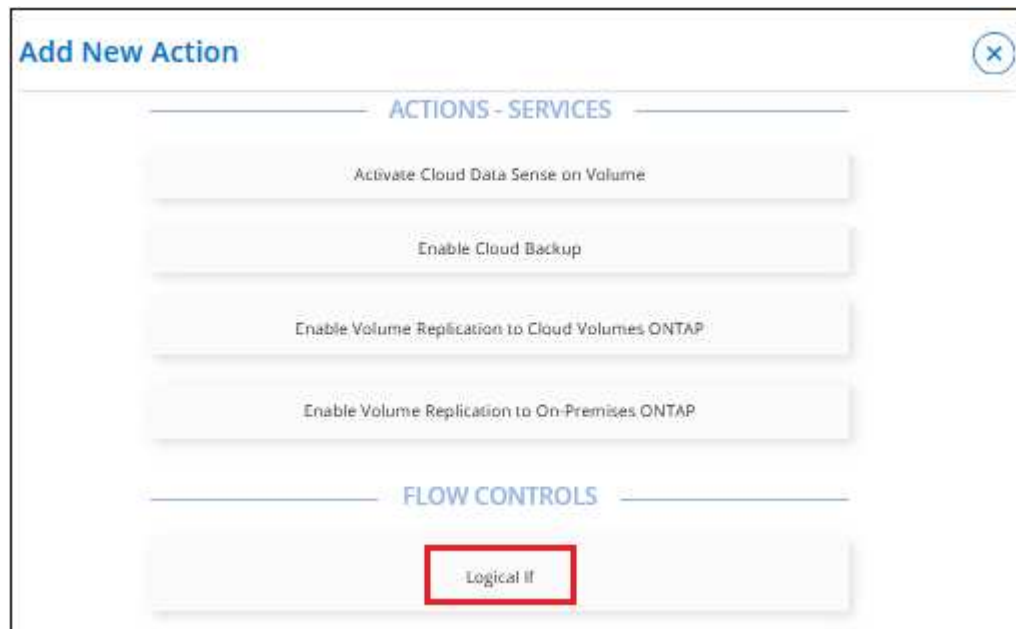 Add New Action
ACTIONS - SERVICES
Activate Cloud Data Sense on Volume
Enable Cloud Backup
Enable Volume Replication to Cloud Volumes ONTAP
Enable Volume Replication to On-Premises ONTAP
FLOW CONTROLS
Logical If